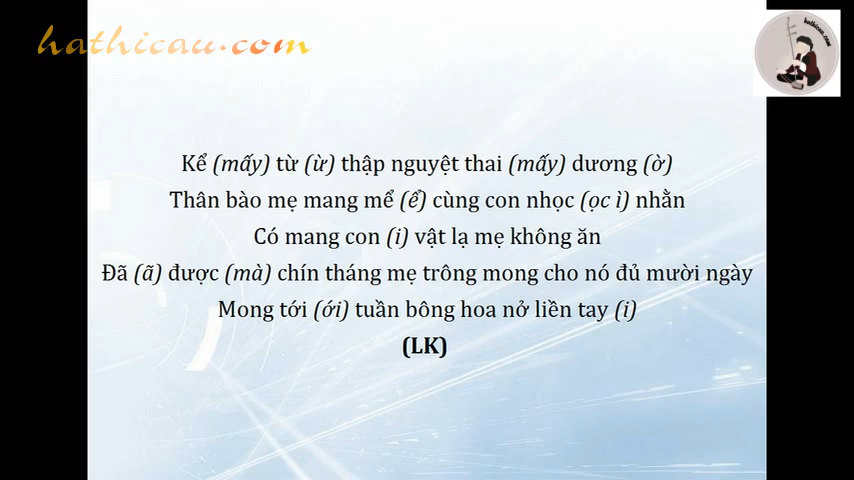 hathicau.com
hathicau.com
Kể (mấy) từ (ừ) thập nguyệt thai (mấy) dương (ờ)
Thân bào mẹ mang mể (ể) cùng con nhọc (ọc ì) nhằn
Có mang con (i) vật lạ mẹ không ăn
Đã (ã) được (mà) chín tháng mẹ trông mong cho nó đủ mười ngày
Mong tới (ới) tuần bông hoa nở liền tay (i)
(LK)